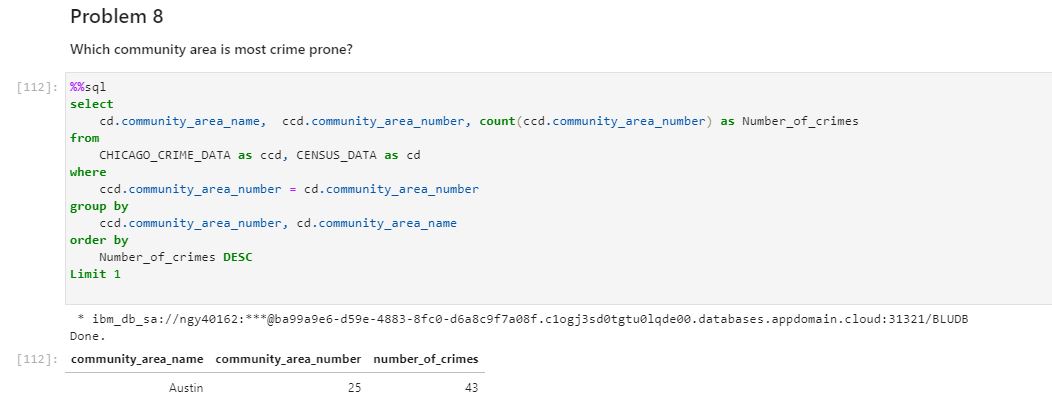 Problem 8
Which community area is most crime prone?
[112]: %%sql
select
cd.community_area_name, ccd.community_area_number, count(ccd.community_area_number) as Number_of_crimes
from
CHICAGO_CRIME_DATA as ccd, CENSUS_DATA as cd
where
ccd.community_area_number = cd.community_area_number
group by
ccd.community_area_number, cd.community_area_name
order by
Number_of_crimes DESC
Limit 1
* ibm_db_sa://ngy40162:***@ba99a9e6-d59e-4883-8fc0-d6a8c9f7a08f.c1ogj3sd0tgtu0lqde00.databases.appdomain.cloud:31321/BLUDB
Done.
[112]: community_area_name community_area_number number_of_crimes
Austin 25 43